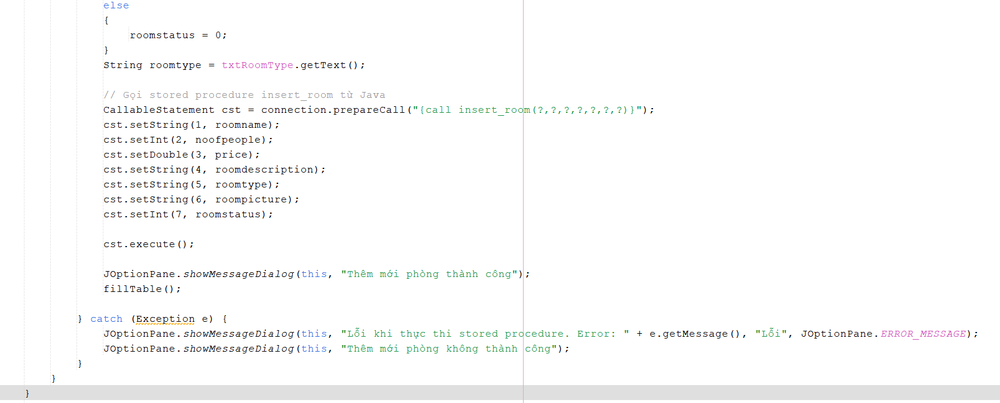 else
{
roomstatus = 0;
}
String roomtype = txtRoomType.getText();
// Gọi stored procedure insert_room từ Java
CallableStatement cst = connection.prepareCall("{call insert_room(?,?,?,?,?,?,?)}");
cst.setString(1, roomname);
cst.setInt(2, noofpeople);
cst.setDouble(3, price);
cst.setString(4, roomdescription);
cst.setString(5, roomtype);
cst.setString(6, roompicture);
cst.setInt(7, roomstatus);
cst.execute();
JOptionPane.showMessageDialog(this, "Thêm mới phòng thành công");
fillTable();
} catch (Exception e) {
JOptionPane.showMessageDialog(this, "Lỗi khi thực thi stored procedure. Error: " + e.getMessage(), "Lỗi", JOptionPane.ERROR_MESSAGE);
JOptionPane.showMessageDialog(this, "Thêm mới phòng không thành công");
}
}
}